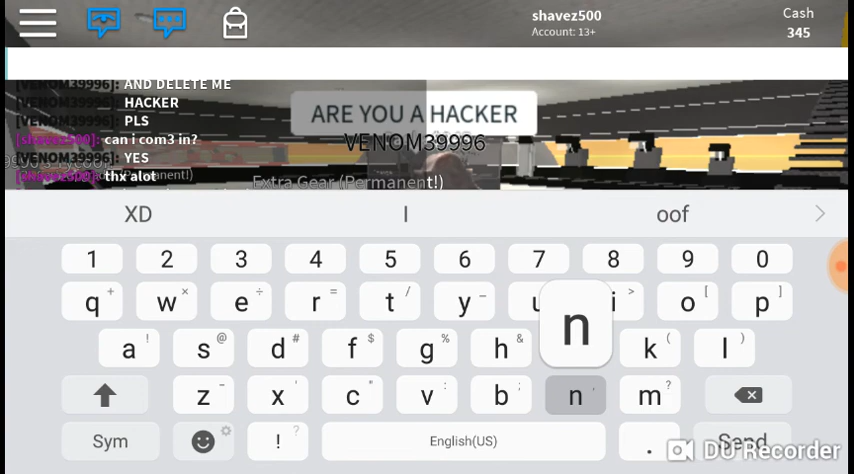 shavez500
Account: 13+
Cash
345
[VENOM39996]: AND DELETE ME
[VENOM39996]: HACKER
[VENOM39996]: PLS
[shavez500]: can i com3 in?
[VENOM39996]: YES
thx alot
ARE YOU A HACKER
VENOM39996
Extra Gear (Permanent!)
XD I oof
1 2 3 4 5 6 7 8 9 0
q + w × e ÷ r = t / y _ u i > o [ p ]
n
a ! s @ d # f $ g % h & k ( l )
z - x ' c " v : b ; n , m ?
Sym ! ? English(US) . Send
DU Recorder